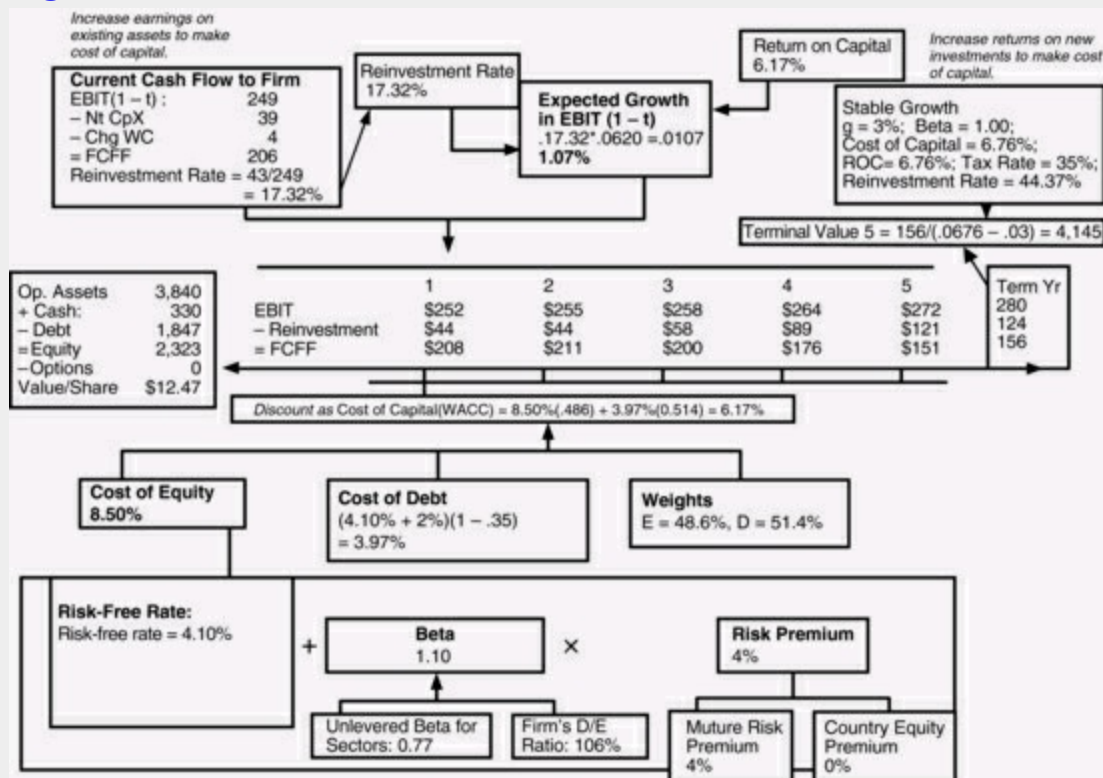 Increase earnings on
existing assets to make
cost of capital.
Current Cash Flow to Firm
EBIT(1 – t) : 249
– Nt CpX 39
– Chg WC 4
= FCFF 206
Reinvestment Rate = 43/249
= 17.32%
Reinvestment Rate
17.32%
Expected Growth
in EBIT (1 – t)
.17.32*.0620 =.0107
1.07%
Return on Capital
6.17%
Increase returns on new
investments to make cost
of capital.
Stable Growth
g = 3%; Beta = 1.00;
Cost of Capital = 6.76%;
ROC= 6.76%; Tax Rate = 35%;
Reinvestment Rate = 44.37%
Terminal Value 5 = 156/(.0676 – .03) = 4,145
Op. Assets 3,840
+ Cash: 330
– Debt 1,847
=Equity 2,323
–Options 0
Value/Share $12.47
1 2 3 4 5
EBIT $252 $255 $258 $264 $272
– Reinvestment $44 $44 $58 $89 $121
= FCFF $208 $211 $200 $176 $151
Term Yr
280
124
156
Discount as Cost of Capital(WACC) = 8.50%(.486) + 3.97%(0.514) = 6.17%
Cost of Equity
8.50%
Cost of Debt
(4.10% + 2%)(1 – .35)
= 3.97%
Weights
E = 48.6%, D = 51.4%
Risk-Free Rate:
Risk-free rate = 4.10%
+
Beta
1.10
×
Risk Premium
4%
Unlevered Beta for
Sectors: 0.77
Firm's D/E
Ratio: 106%
Muture Risk
Premium
4%
Country Equity
Premium
0%